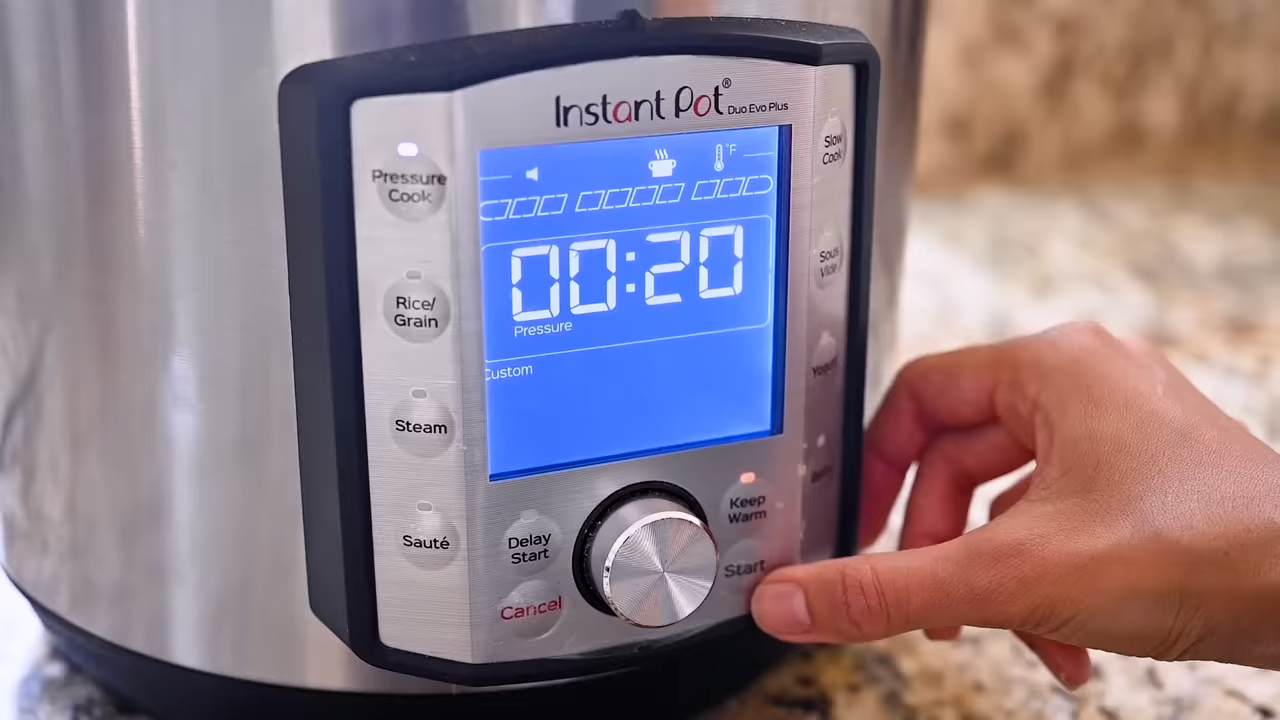 Instant Pot®
Duo Evo Plus
Pressure
Cook
Rice/
Grain
Steam
Sauté
°F
00:20
Pressure
Custom
Delay
Start
Cancel
Keep
Warm
Start
Slow
Cook
Sous
Vide
Yogurt